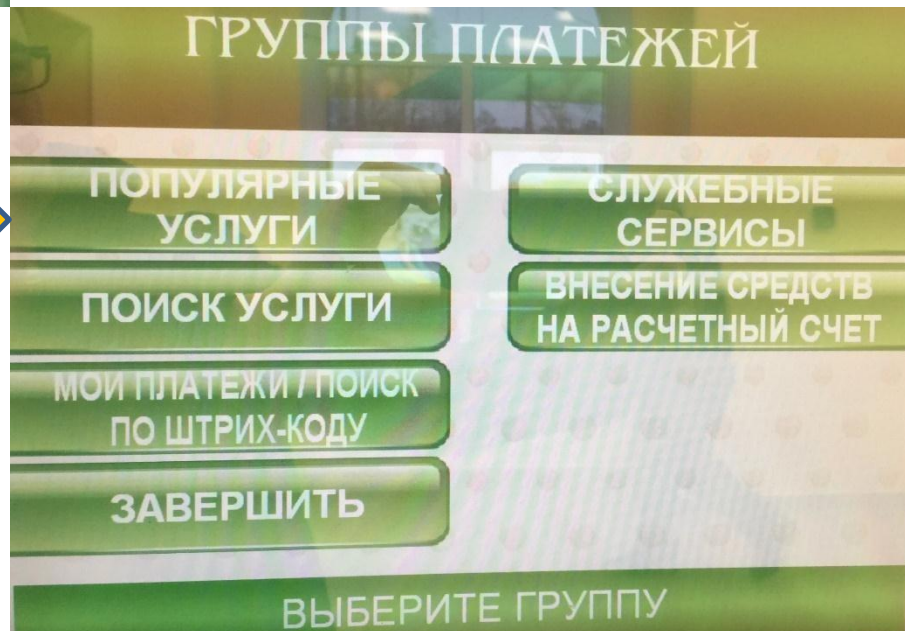 ГРУППЫ ПЛАТЕЖЕЙ
ПОПУЛЯРНЫЕ
УСЛУГИ
ПОИСК УСЛУГИ
МОИ ПЛАТЕЖИ / ПОИСК
ПО ШТРИХ-КОДУ
ЗАВЕРШИТЬ
СЛУЖЕБНЫЕ
СЕРВИСЫ
ВНЕСЕНИЕ СРЕДСТВ
НА РАСЧЕТНЫЙ СЧЕТ
ВЫБЕРИТЕ ГРУППУ